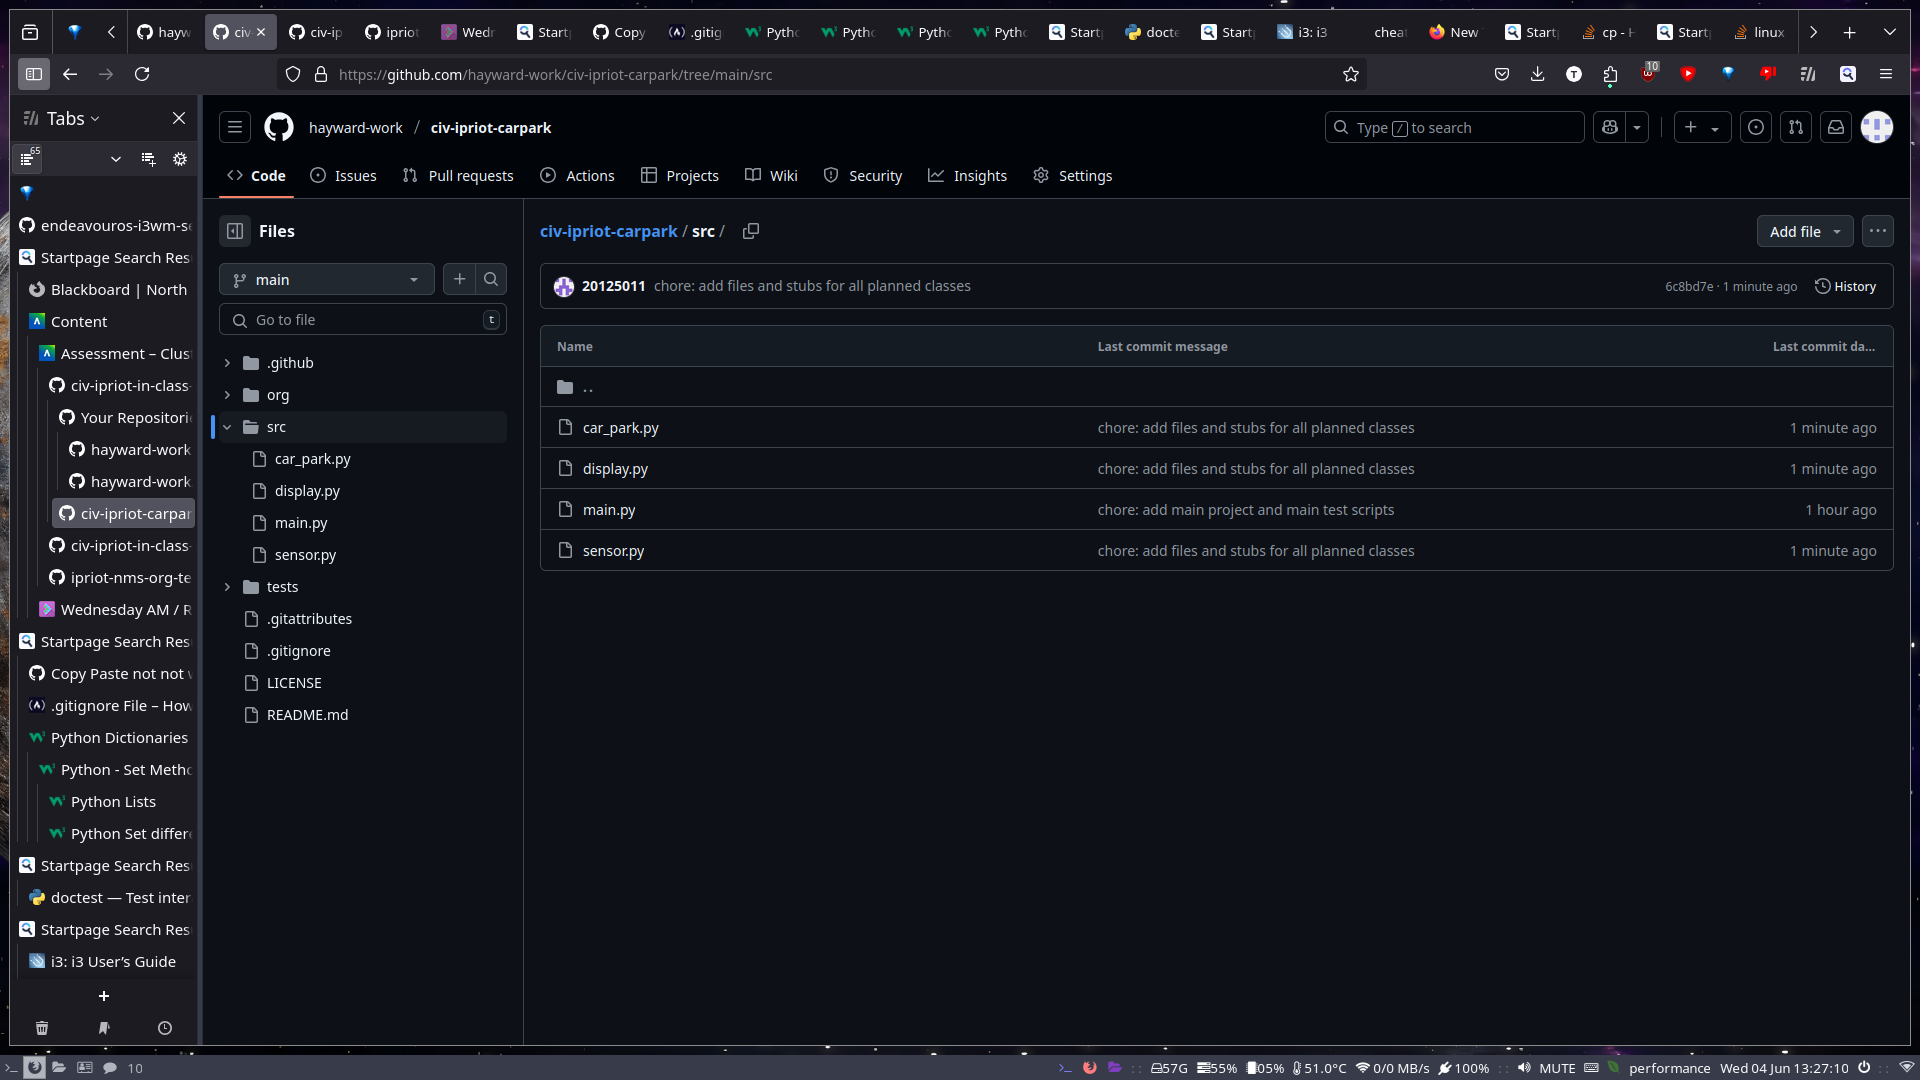 hayw
civ-
civ-ip
ipriot
Wedn
Start
Copy
.gitig
Pytho
Pytho
Pytho
Pytho
Start
docte
Start
i3: i3
cheat
New
Start
cp - H
Start
linux
https://github.com/hayward-work/civ-ipriot-carpark/tree/main/src
10
Tabs
65
endeavouros-i3wm-se
Startpage Search Res
Blackboard | North
Content
Assessment – Clus
civ-ipriot-in-class-
Your Repositorie
hayward-work
hayward-work
civ-ipriot-carpar
civ-ipriot-in-class-
ipriot-nms-org-te
Wednesday AM / R
Startpage Search Res
Copy Paste not not w
.gitignore File – How
Python Dictionaries
Python - Set Metho
Python Lists
Python Set differe
Startpage Search Res
doctest — Test inter
Startpage Search Res
i3: i3 User’s Guide
hayward-work / civ-ipriot-carpark
Type / to search
Code
Issues
Pull requests
Actions
Projects
Wiki
Security
Insights
Settings
Files
main
Go to file
t
.github
org
src
car_park.py
display.py
main.py
sensor.py
tests
.gitattributes
.gitignore
LICENSE
README.md
civ-ipriot-carpark / src /
Add file
20125011 chore: add files and stubs for all planned classes
6c8bd7e · 1 minute ago
History
Name Last commit message Last commit da...
..
car_park.py chore: add files and stubs for all planned classes 1 minute ago
display.py chore: add files and stubs for all planned classes 1 minute ago
main.py chore: add main project and main test scripts 1 hour ago
sensor.py chore: add files and stubs for all planned classes 1 minute ago
10
57G 55% 05% 51.0°C 0/0 MB/s 100% MUTE performance Wed 04 Jun 13:27:10